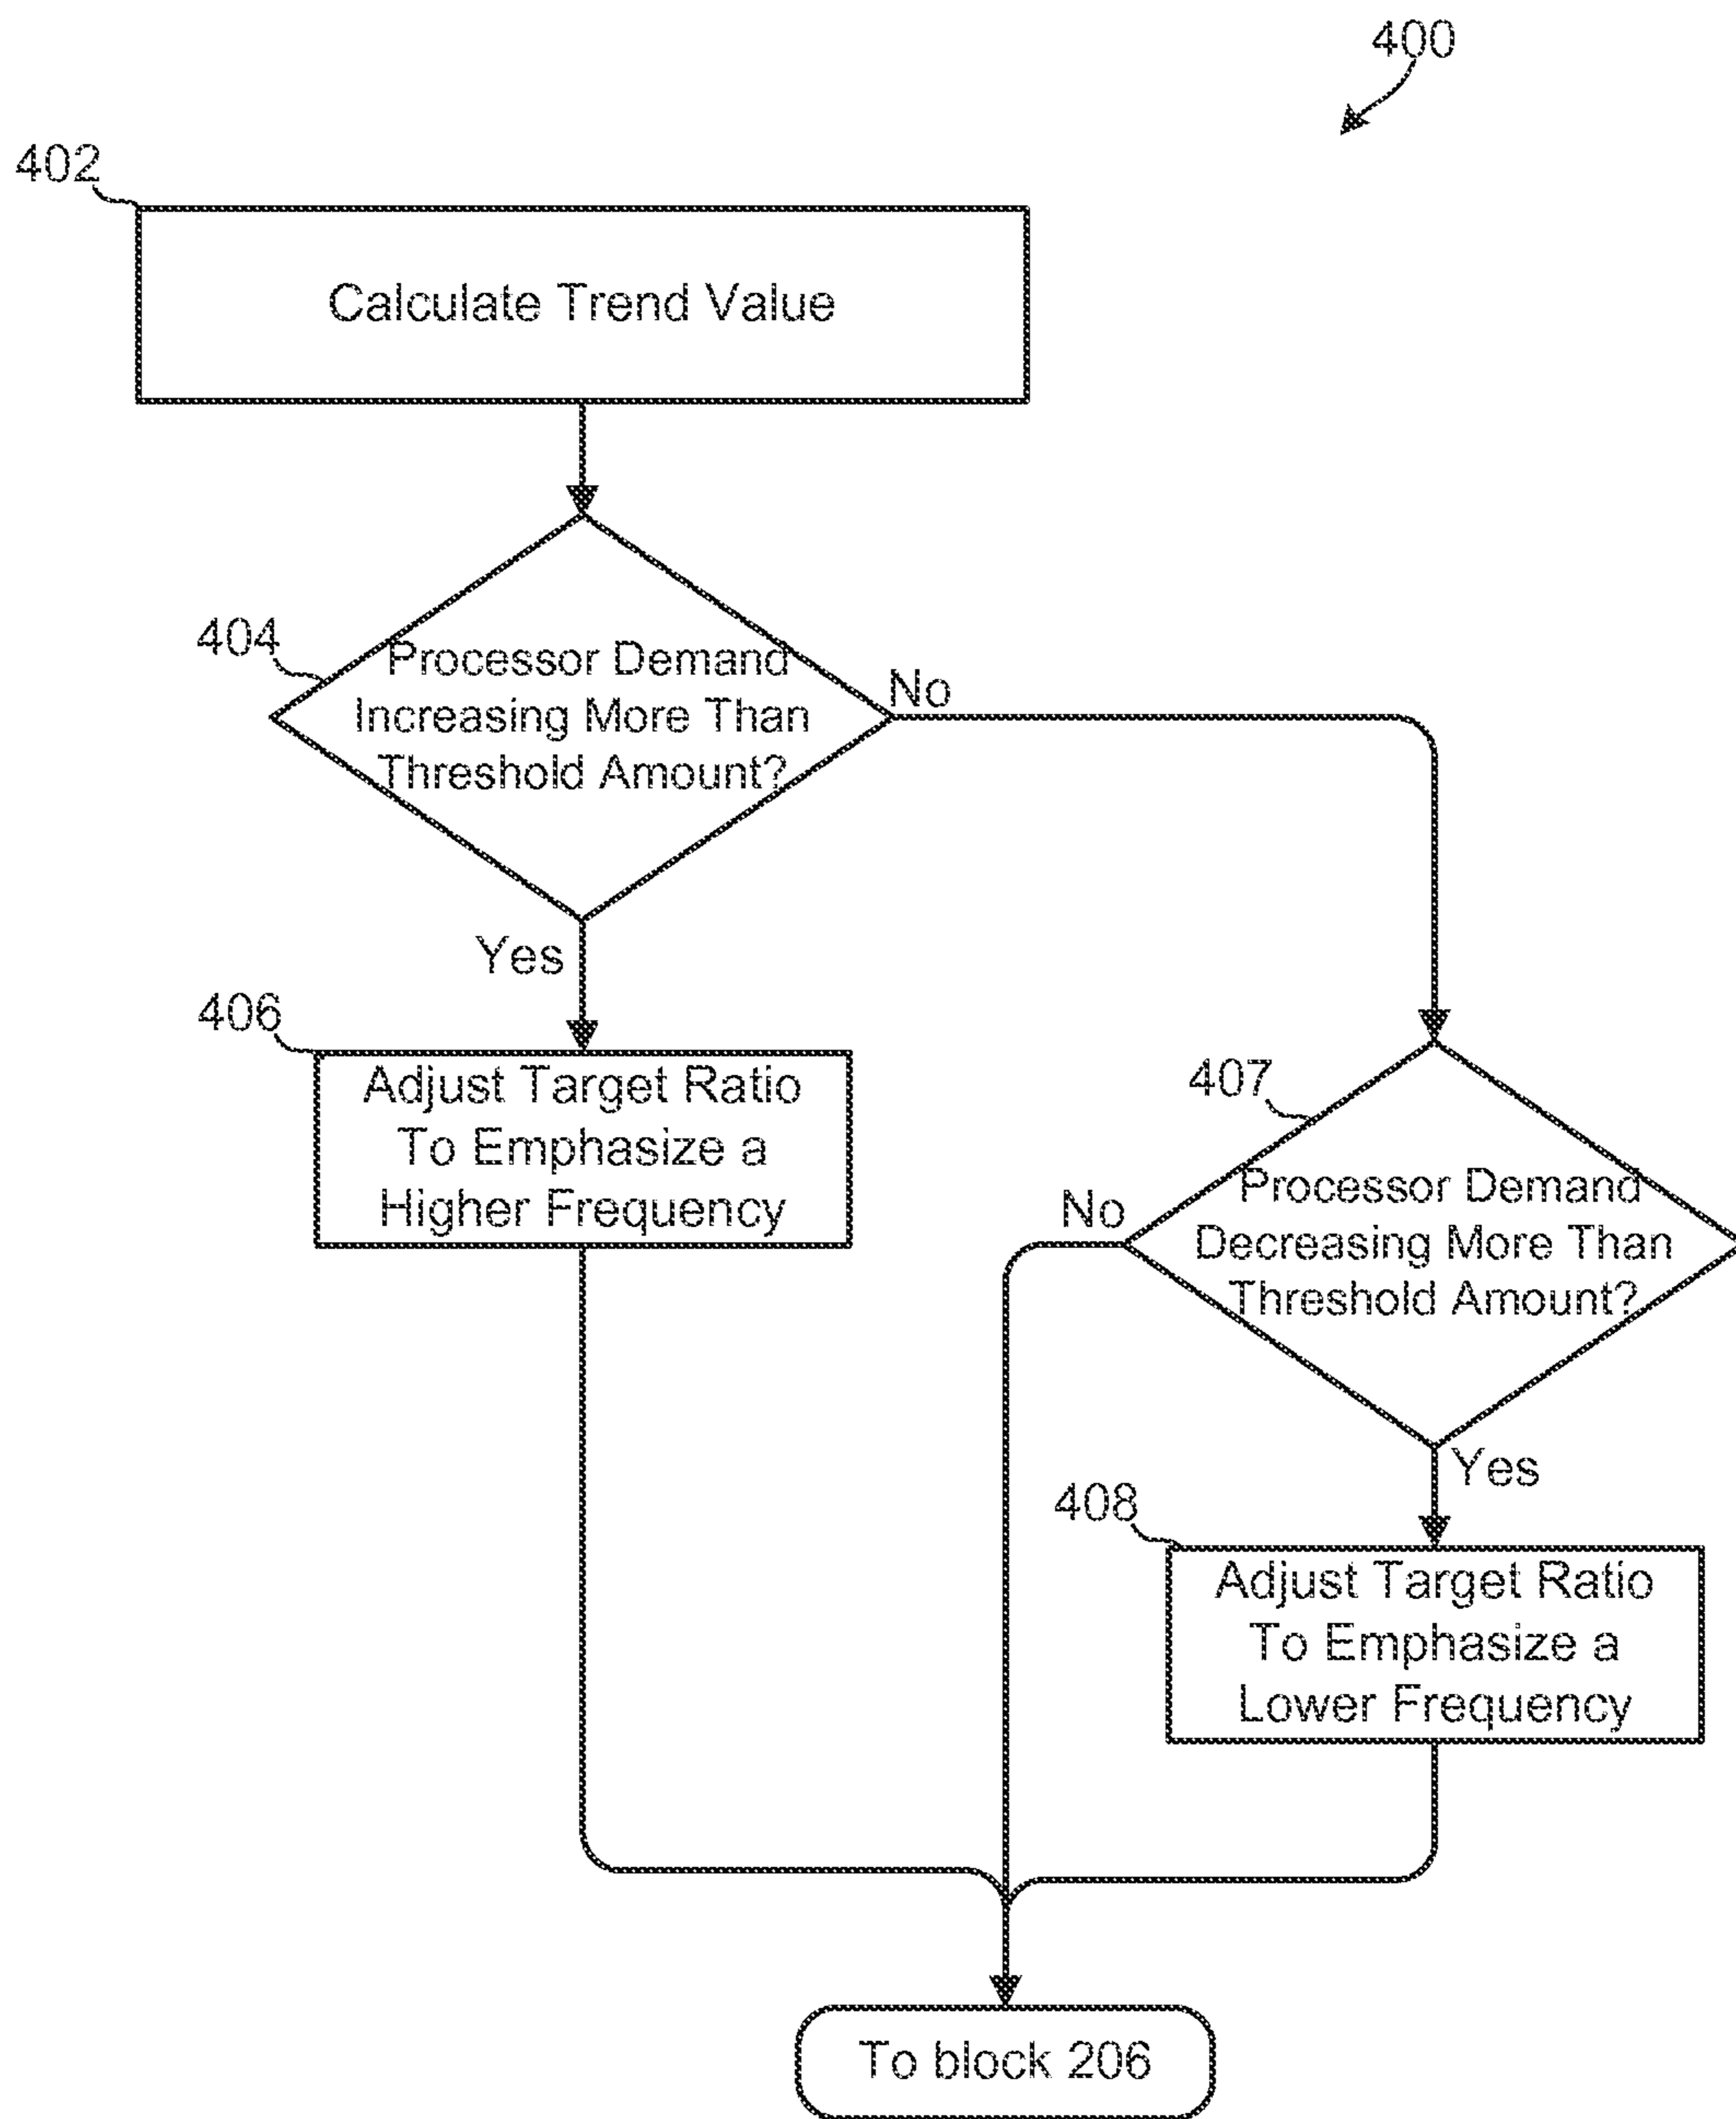 400
402
Calculate Trend Value
404
Processor Demand
Increasing More Than
Threshold Amount?
No
Yes
406
Adjust Target Ratio
To Emphasize a
Higher Frequency
407
Processor Demand
Decreasing More Than
Threshold Amount?
No
Yes
408
Adjust Target Ratio
To Emphasize a
Lower Frequency
To block 206